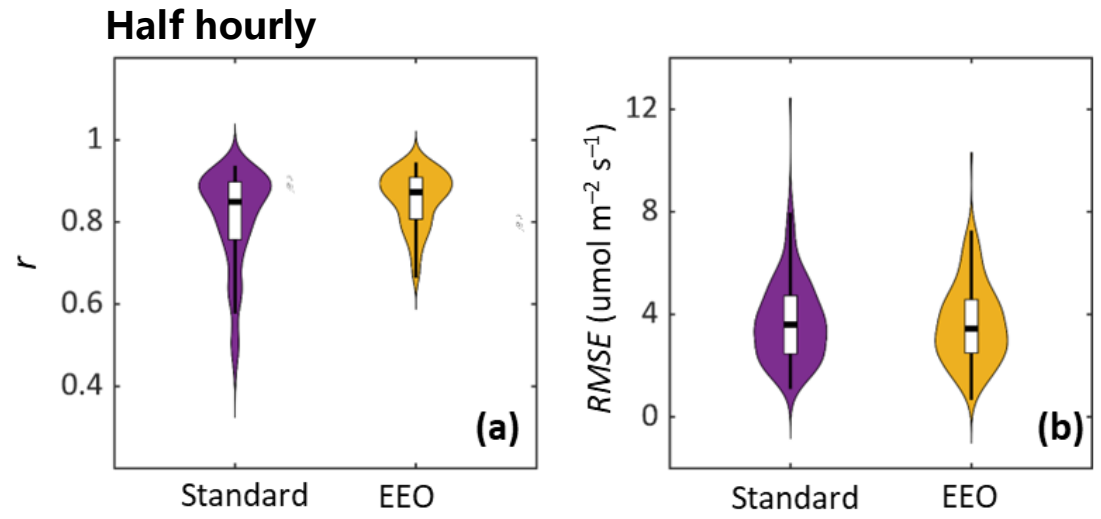 Half hourly
1
0.8
0.6
0.4
r
(a)
Standard
EEO
12
8
4
0
RMSE (umol m⁻² s⁻¹)
(b)
Standard
EEO